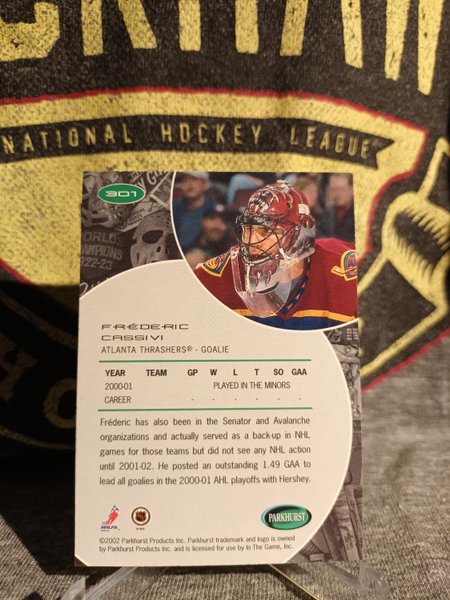 NATIONAL HOCKEY LEAGUE
301
WORLDS
CHAMPIONS
22-23
FRÉDERIC
CASSIVI
ATLANTA THRASHERS® - GOALIE
YEAR TEAM GP W L T SO GAA
2000-01 PLAYED IN THE MINORS
CAREER - - - - - -
Fréderic has also been in the Senator and Avalanche
organizations and actually served as a back-up in NHL
games for those teams but did not see any NHL action
until 2001-02. He posted an outstanding 1.49 GAA to
lead all goalies in the 2000-01 AHL playoffs with Hershey.
NHLPA
PARKHURST
©2002 Parkhurst Products Inc. Parkhurst trademark and logo is owned
by Parkhurst Products Inc. and is licensed for use by In The Game, Inc.